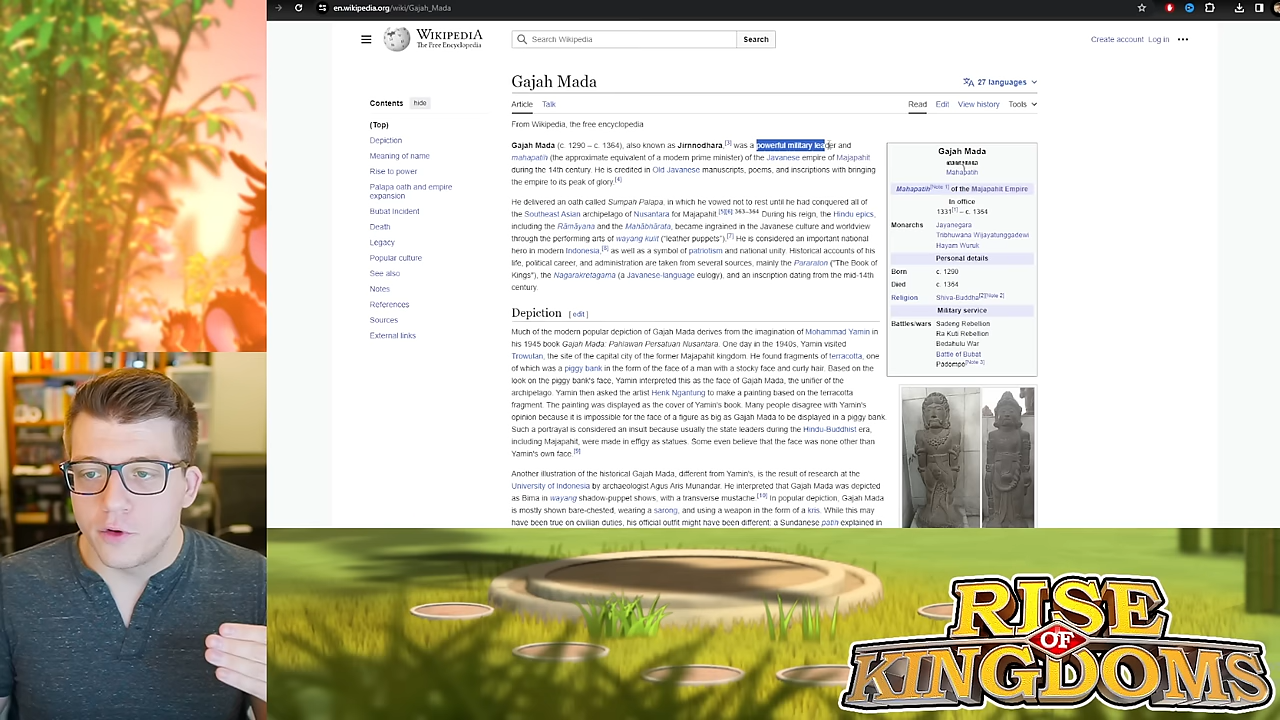 en.wikipedia.org/wiki/Gajah_Mada
WIKIPEDIA
The Free Encyclopedia
Search Wikipedia
Search
Create account Log in
Gajah Mada
27 languages
Contents hide
(Top)
Depiction
Meaning of name
Rise to power
Palapa oath and empire
expansion
Bubat Incident
Death
Legacy
Popular culture
See also
Notes
References
Sources
External links
Article Talk
Read Edit View history Tools
From Wikipedia, the free encyclopedia
Gajah Mada (c. 1290 – c. 1364), also known as Jirnnodhara,[3] was a powerful military leader and
mahapatih (the approximate equivalent of a modern prime minister) of the Javanese empire of Majapahit
during the 14th century. He is credited in Old Javanese manuscripts, poems, and inscriptions with bringing
the empire to its peak of glory.[4]
He delivered an oath called Sumpah Palapa, in which he vowed not to rest until he had conquered all of
the Southeast Asian archipelago of Nusantara for Majapahit.[5][6] 363–364 During his reign, the Hindu epics,
including the Rāmāyana and the Mahābhārata, became ingrained in the Javanese culture and worldview
through the performing arts of wayang kulit ("leather puppets").[7] He is considered an important national
hero in modern Indonesia,[8] as well as a symbol of patriotism and national unity. Historical accounts of his
life, political career, and administration are taken from several sources, mainly the Pararaton ("The Book of
Kings"), the Nagarakretagama (a Javanese-language eulogy), and an inscription dating from the mid-14th
century.
Depiction [ edit ]
Much of the modern popular depiction of Gajah Mada derives from the imagination of Mohammad Yamin in
his 1945 book Gajah Mada: Pahlawan Persatuan Nusantara. One day in the 1940s, Yamin visited
Trowulan, the site of the capital city of the former Majapahit kingdom. He found fragments of terracotta, one
of which was a piggy bank in the form of the face of a man with a stocky face and curly hair. Based on the
look on the piggy bank's face, Yamin interpreted this as the face of Gajah Mada, the unifier of the
archipelago. Yamin then asked the artist Henk Ngantung to make a painting based on the terracotta
fragment. The painting was displayed as the cover of Yamin's book. Many people disagree with Yamin's
opinion because it is impossible for the face of a figure as big as Gajah Mada to be displayed in a piggy bank.
Such a portrayal is considered an insult because usually the state leaders during the Hindu-Buddhist era,
including Majapahit, were made in effigy as statues. Some even believe that the face was none other than
Yamin's own face.[9]
Another illustration of the historical Gajah Mada, different from Yamin's, is the result of research at the
University of Indonesia by archaeologist Agus Aris Munandar. He interpreted that Gajah Mada was depicted
as Bima in wayang shadow-puppet shows, with a transverse mustache.[10] In popular depiction, Gajah Mada
is mostly shown bare-chested, wearing a sarong, and using a weapon in the form of a kris. While this may
have been true on civilian duties, his official outfit might have been different: a Sundanese patih explained in
Gajah Mada
Mahapatih
Mahapatih[Note 1] of the Majapahit Empire
In office
1331[1] – c. 1364
Monarchs Jayanegara
Tribhuwana Wijayatunggadewi
Hayam Wuruk
Personal details
Born c. 1290
Died c. 1364
Religion Shiva-Buddha[2][Note 2]
Military service
Battles/wars Sadeng Rebellion
Ra Kuti Rebellion
Bedahulu War
Battle of Bubat
Padompo[Note 3]
RISE
OF
KINGDOMS